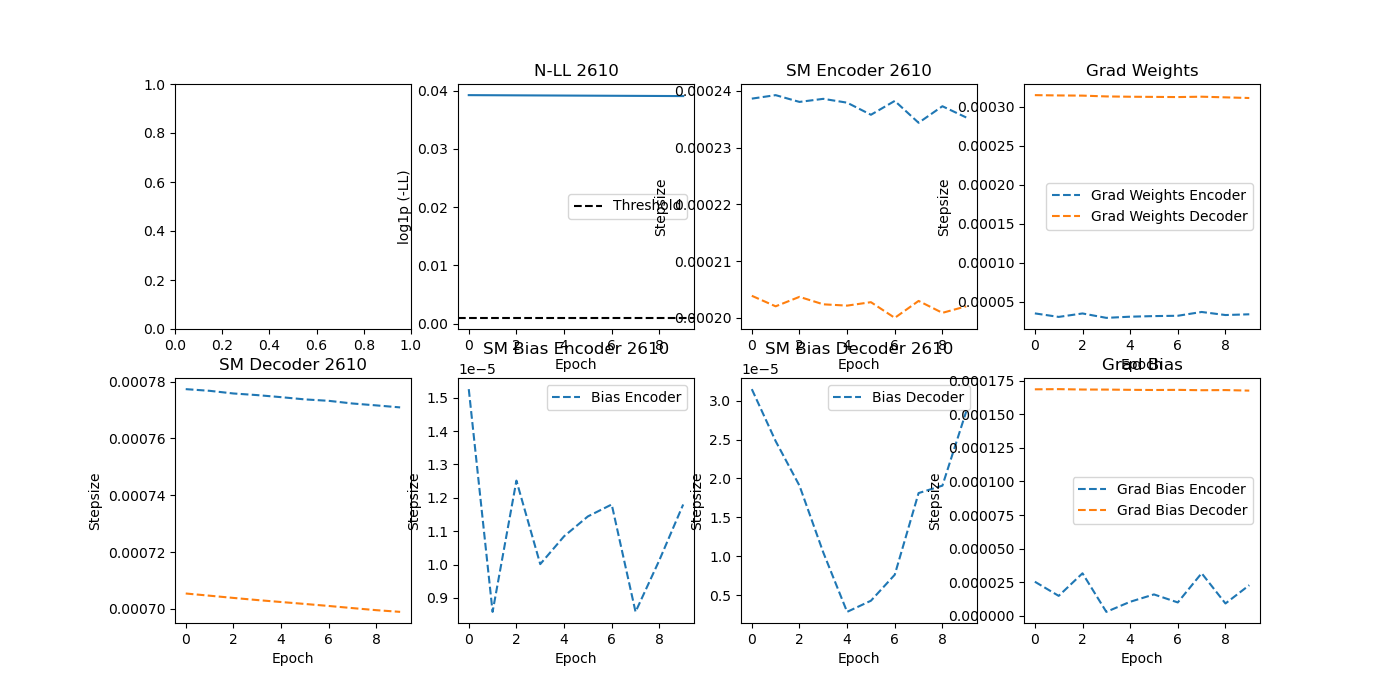 N-LL 2610
SM Encoder 2610
Grad Weights
1.0
0.8
0.6
0.4
0.2
0.0
0.0 0.2 0.4 0.6 0.8 1.0
log1p (-LL)
0.04
0.03
0.02
0.01
0.00
Threshold
Stepsize
0.00024
0.00023
0.00022
0.00021
0.00020
0 2 4 6 8
Epoch
Stepsize
0.00030
0.00025
0.00020
0.00015
0.00010
0.00005
Grad Weights Encoder
Grad Weights Decoder
0 2 4 6 8
Epoch
0 2 4 6 8
Epoch
SM Decoder 2610
SM Bias Encoder 2610
SM Bias Decoder 2610
Grad Bias
Stepsize
0.00078
0.00076
0.00074
0.00072
0.00070
0 2 4 6 8
Epoch
Stepsize
1e−5
1.5
1.4
1.3
1.2
1.1
1.0
0.9
Bias Encoder
0 2 4 6 8
Epoch
Stepsize
1e−5
3.0
2.5
2.0
1.5
1.0
0.5
Bias Decoder
0 2 4 6 8
Epoch
Stepsize
0.000175
0.000150
0.000125
0.000100
0.000075
0.000050
0.000025
0.000000
Grad Bias Encoder
Grad Bias Decoder
0 2 4 6 8
Epoch